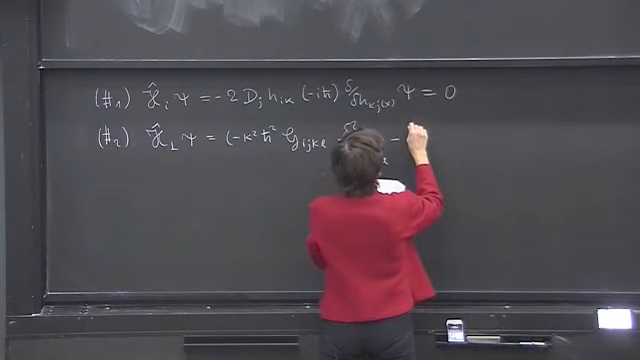 (#1) Ĥ_i ψ = -2 D_j h_ik (-iħ) δ/δh_kj(x) ψ = 0
(#2) Ĥ_⊥ ψ = (-κ² ħ² G_ijkl δ² -